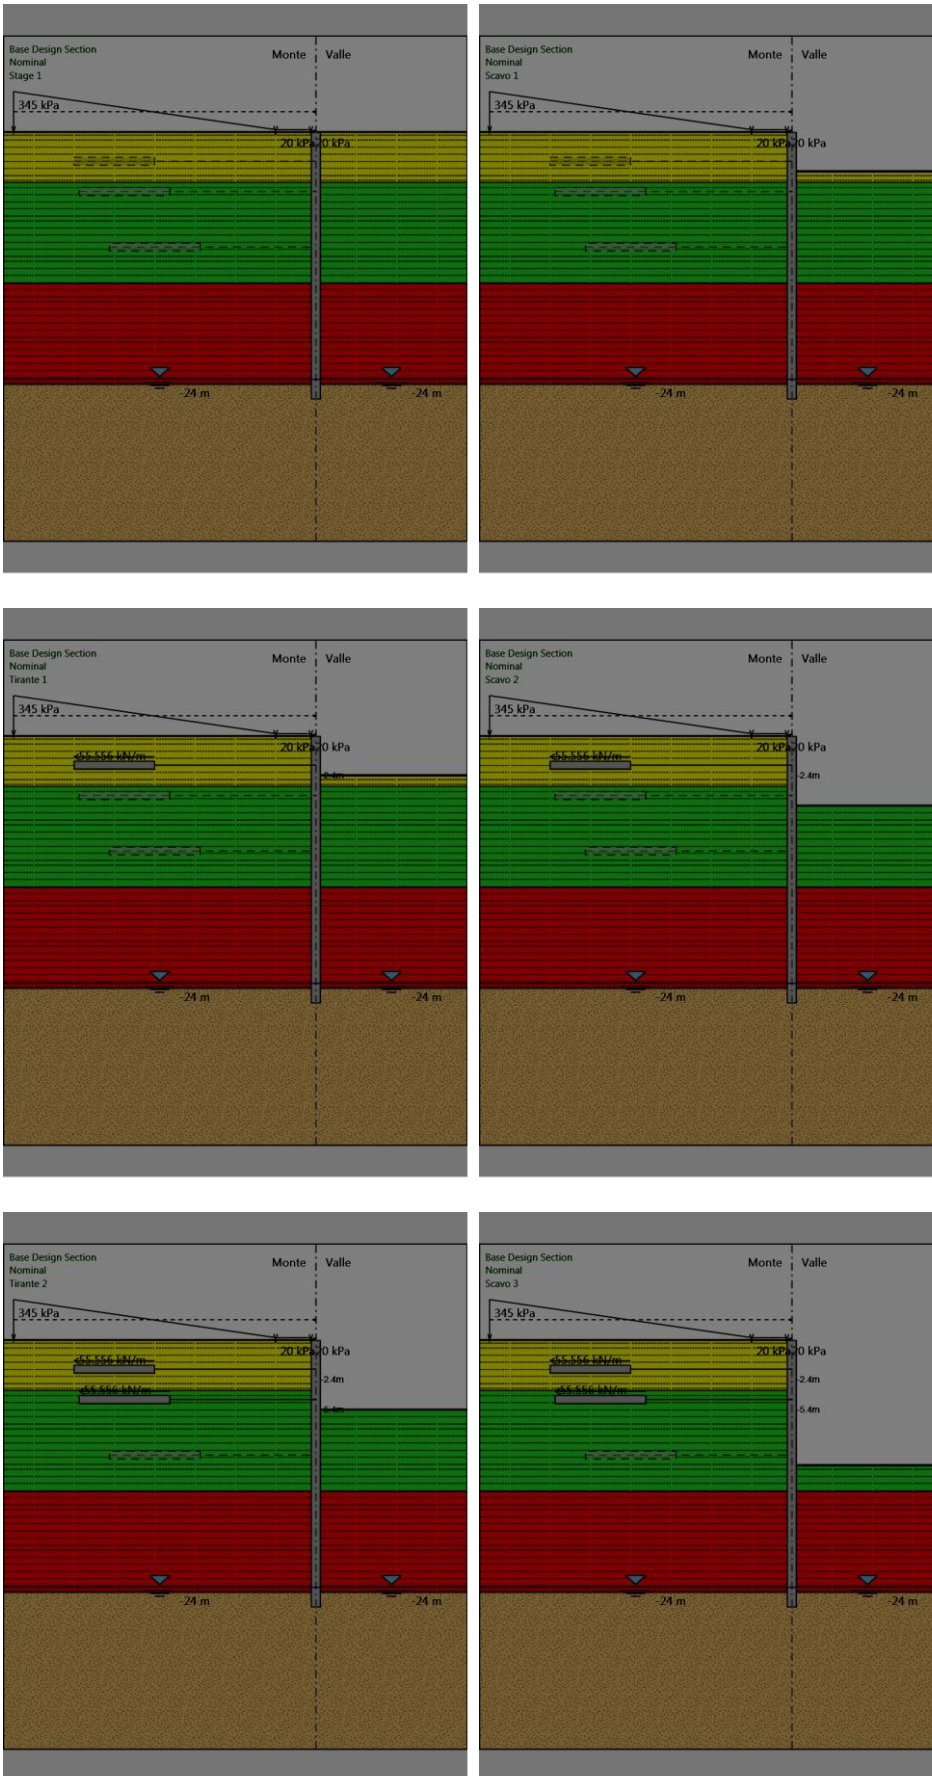 Base Design Section
Nominal
Stage 1
Monte Valle
345 kPa
20 kPa 0 kPa
-24 m -24 m
Base Design Section
Nominal
Scavo 1
Monte Valle
345 kPa
20 kPa 0 kPa
-24 m -24 m
Base Design Section
Nominal
Tirante 1
Monte Valle
345 kPa
20 kPa 0 kPa
55.556 kN/m
-2.4m
-24 m -24 m
Base Design Section
Nominal
Scavo 2
Monte Valle
345 kPa
20 kPa 0 kPa
55.556 kN/m
-2.4m
-24 m -24 m
Base Design Section
Nominal
Tirante 2
Monte Valle
345 kPa
20 kPa 0 kPa
55.556 kN/m
-2.4m
55.556 kN/m
-5.4m
-24 m -24 m
Base Design Section
Nominal
Scavo 3
Monte Valle
345 kPa
20 kPa 0 kPa
55.556 kN/m
-2.4m
55.556 kN/m
-5.4m
-24 m -24 m